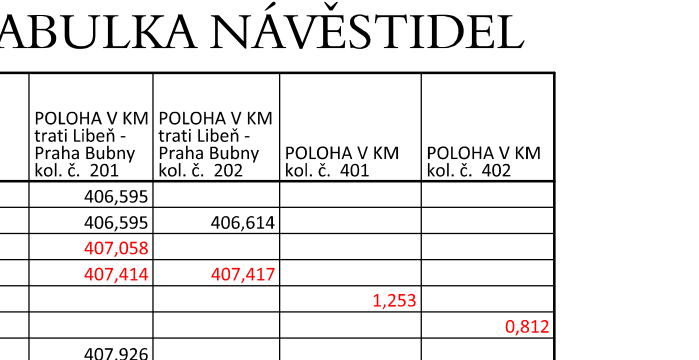 ABULKA NÁVĚSTIDEL
POLOHA V KM
trati Libeň -
Praha Bubny
kol. č. 201
POLOHA V KM
trati Libeň -
Praha Bubny
kol. č. 202
POLOHA V KM
kol. č. 401
POLOHA V KM
kol. č. 402
406,595
406,595 406,614
407,058
407,414 407,417
1,253
0,812
407,926